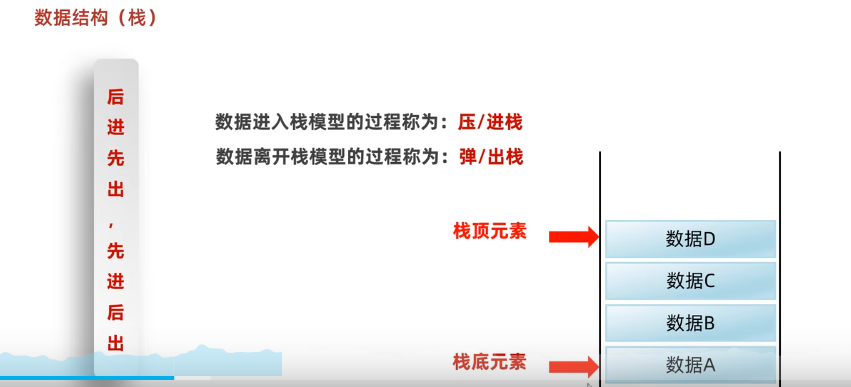 数据结构（栈）
后进先出，先进后出
数据进入栈模型的过程称为：压/进栈
数据离开栈模型的过程称为：弹/出栈
栈顶元素
数据D
数据C
数据B
栈底元素
数据A